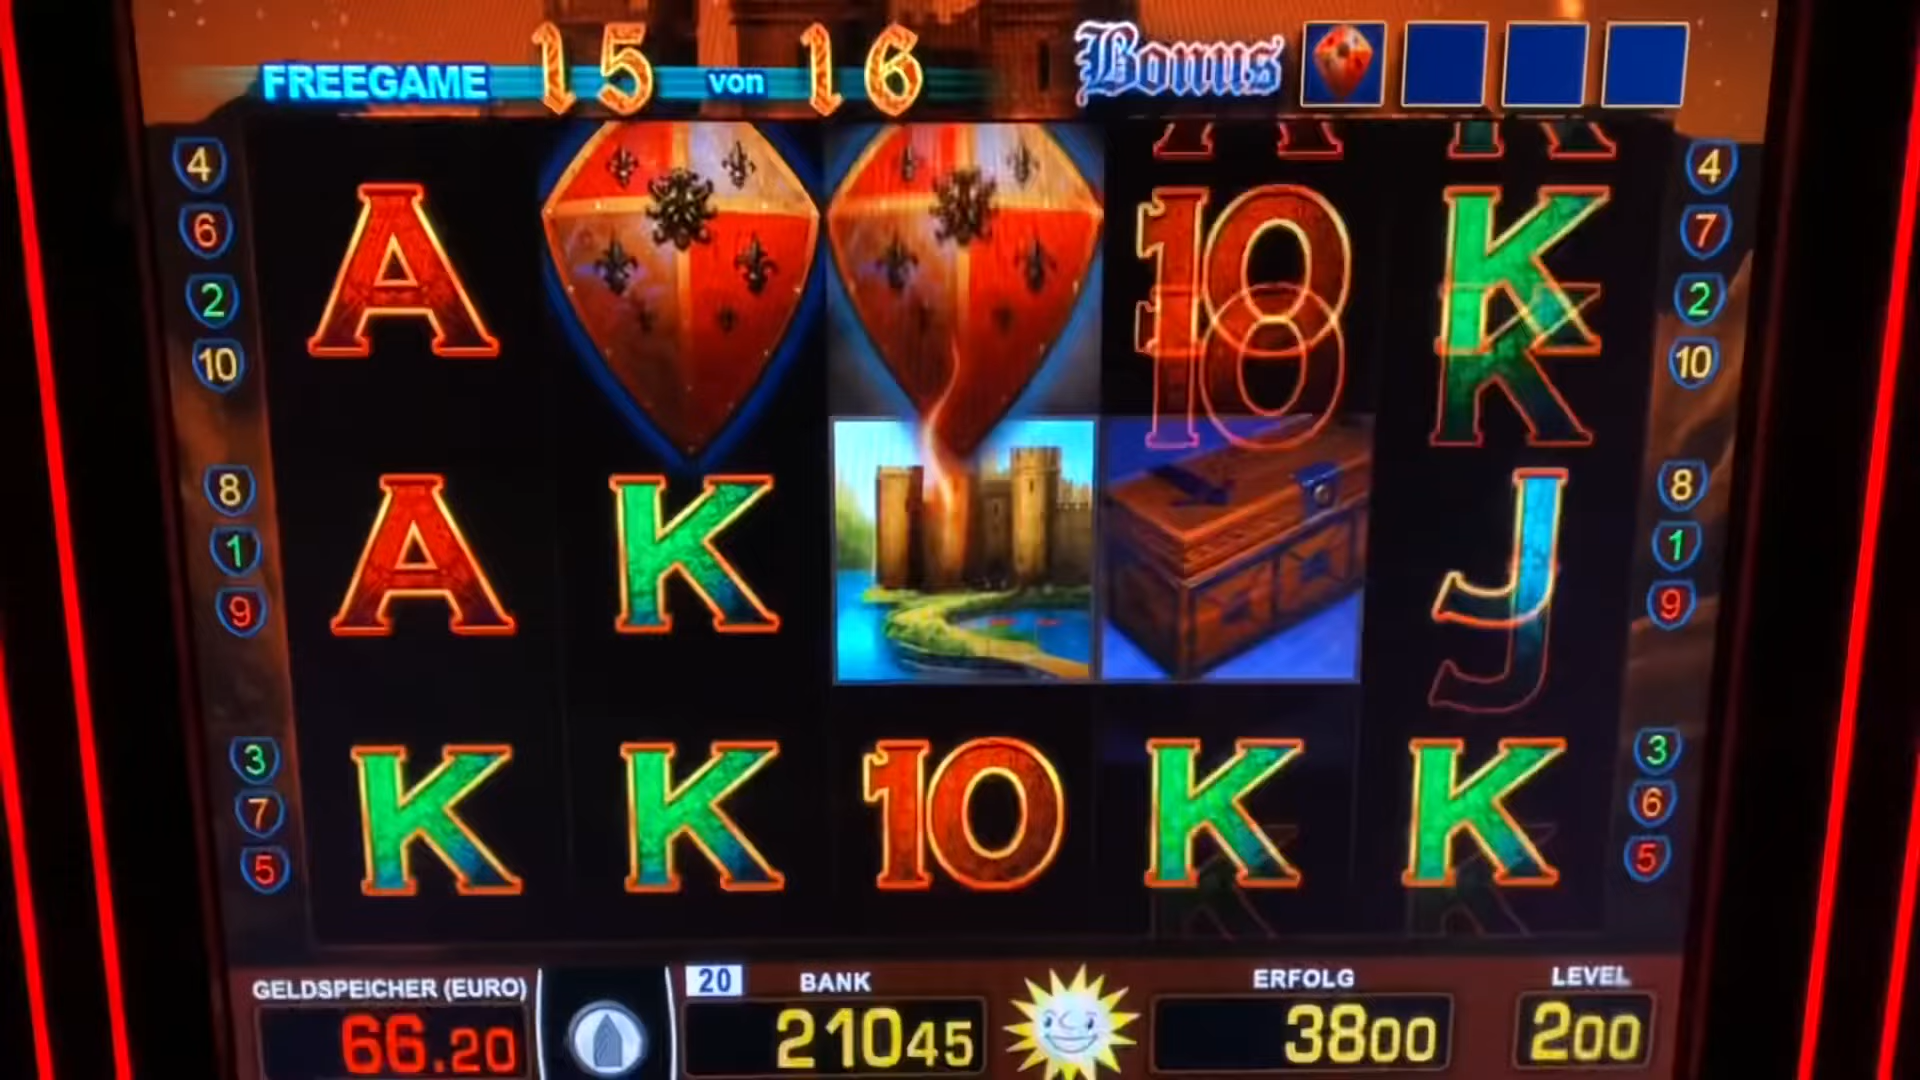 FREEGAME 15 von 16 Bonus
4 4
6 A 10 K 7
2 10 K 2
10 10
8 A K J 8
1 J 1
9 9
3 K K 10 K K 3
7 6
5 5
GELDSPEICHER (EURO) 20 BANK ERFOLG LEVEL
66.20 21045 3800 200